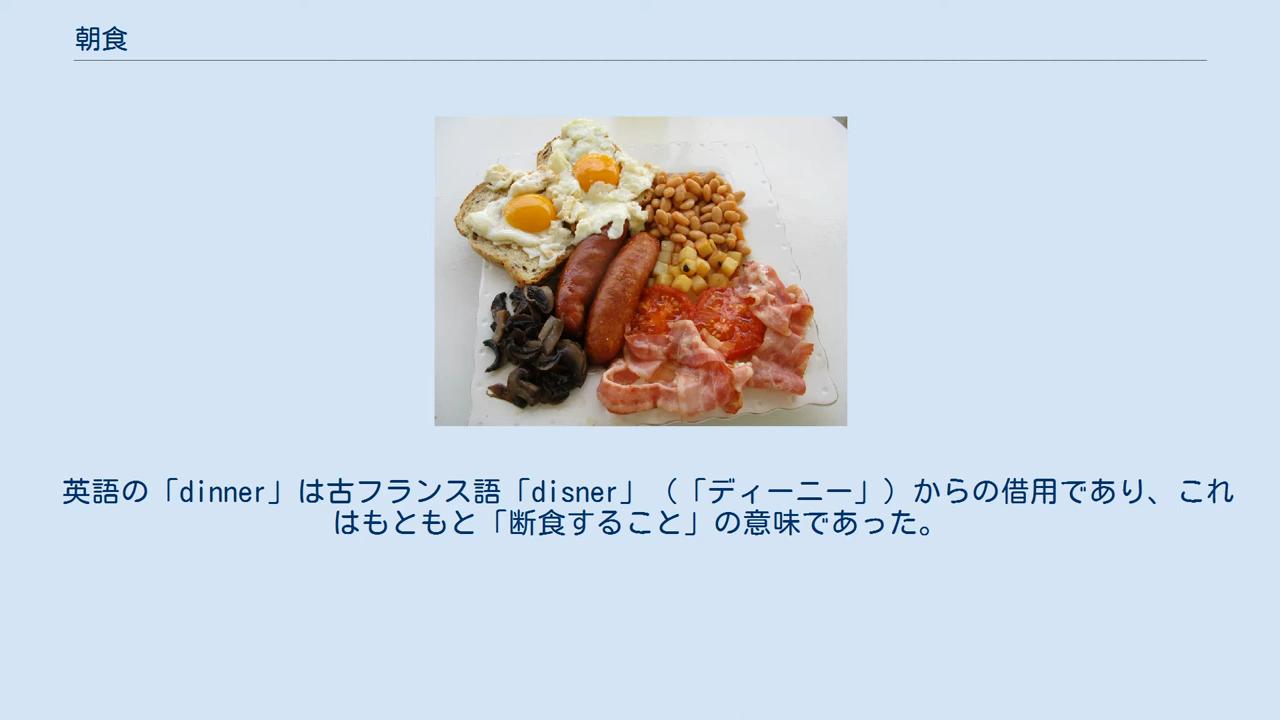 朝食
英語の「dinner」は古フランス語「disner」（「ディーニー」）からの借用であり、これ
はもともと「断食すること」の意味であった。